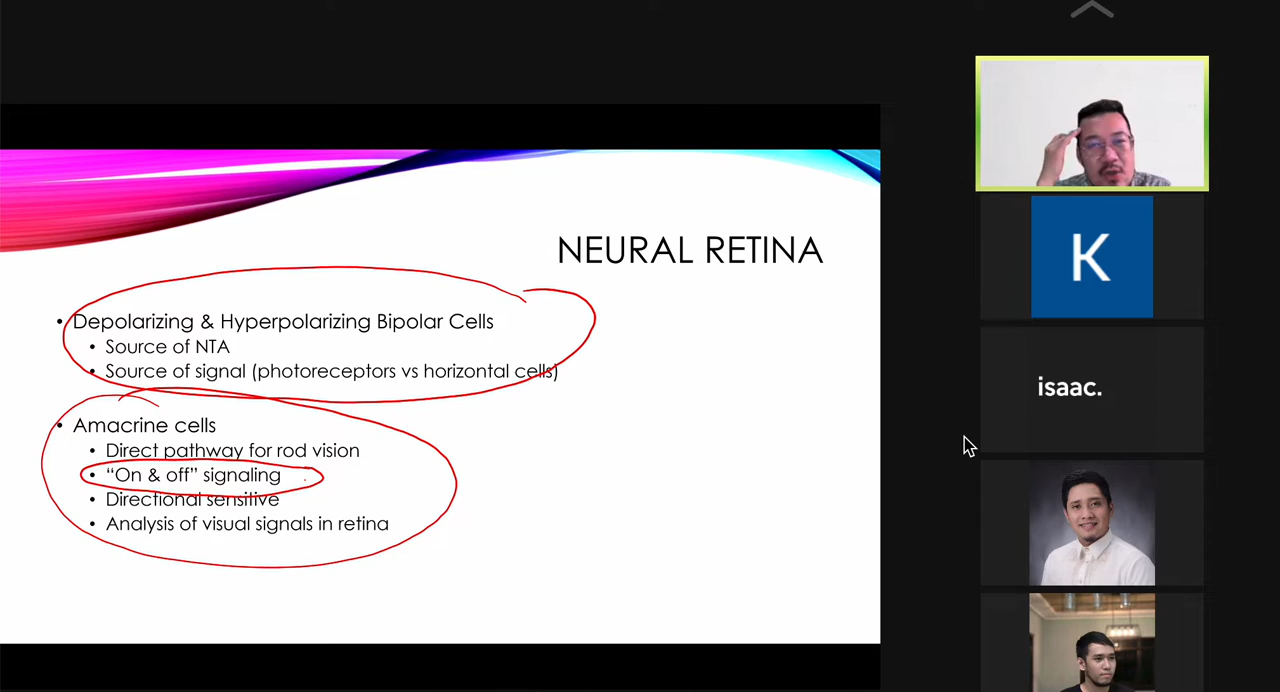 NEURAL RETINA
• Depolarizing & Hyperpolarizing Bipolar Cells
• Source of NTA
• Source of signal (photoreceptors vs horizontal cells)
• Amacrine cells
• Direct pathway for rod vision
• “On & off” signaling
• Directional sensitive
• Analysis of visual signals in retina
K
isaac.